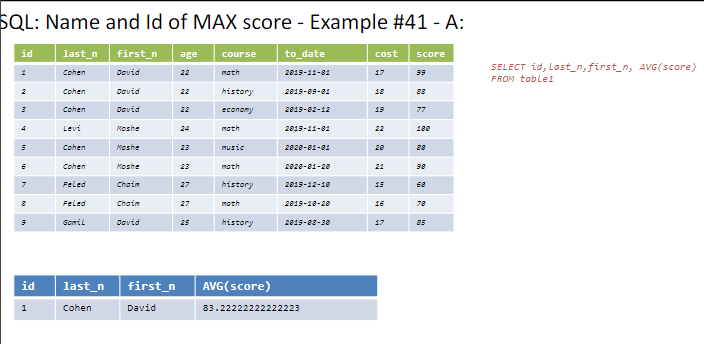 SQL: Name and Id of MAX score - Example #41 - A:
id last_n first_n age course to_date cost score
1 Cohen David 22 math 2019-11-01 17 99
2 Cohen David 22 history 2019-09-01 18 88
3 Cohen David 22 economy 2019-02-12 19 77
4 Levi Moshe 24 math 2019-11-01 22 100
5 Cohen Moshe 23 music 2020-01-01 20 80
6 Cohen Moshe 23 math 2020-01-20 21 90
7 Peled Chaim 27 history 2019-12-10 15 60
8 Peled Chaim 27 math 2019-10-20 16 70
9 Gamil David 25 history 2019-08-30 17 85
SELECT id,last_n,first_n, AVG(score)
FROM table1
id last_n first_n AVG(score)
1 Cohen David 83.22222222222223